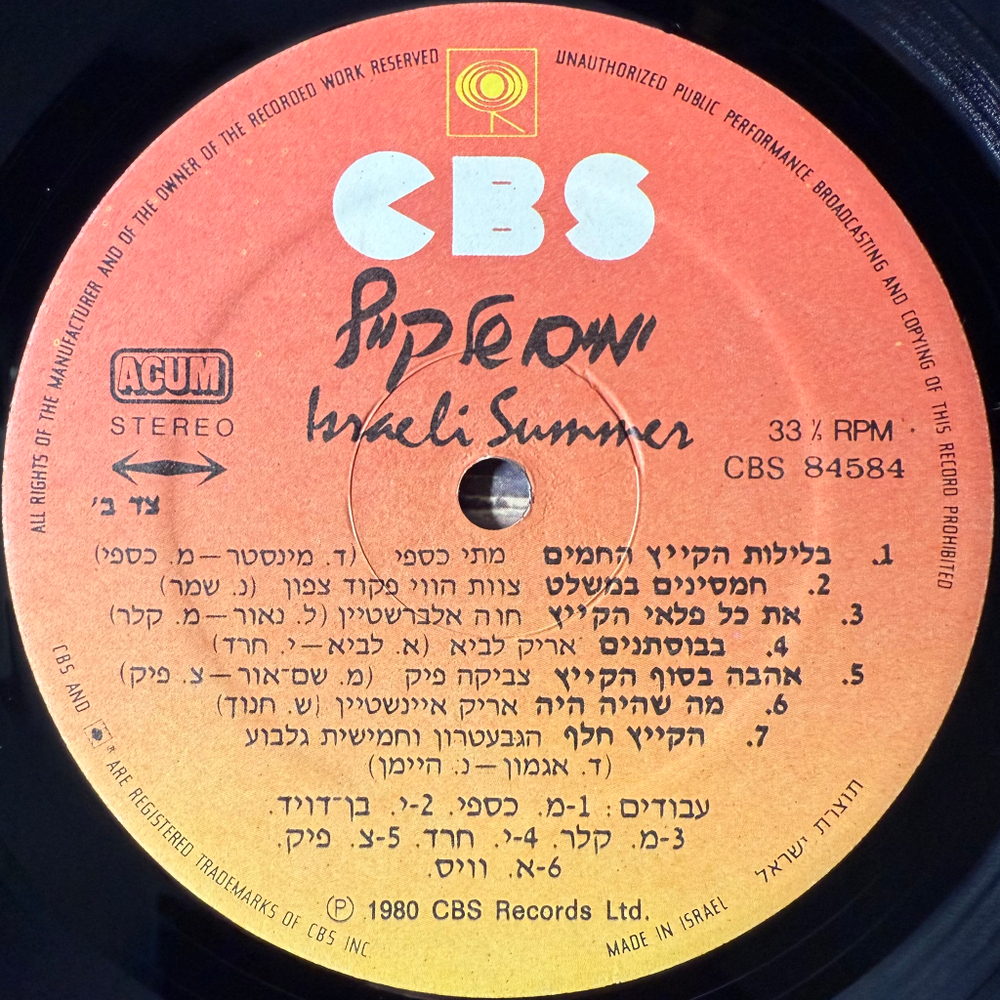 ALL RIGHTS OF THE MANUFACTURER AND OF THE OWNER OF THE RECORDED WORK RESERVED
UNAUTHORIZED PUBLIC PERFORMANCE BROADCASTING AND COPYING OF THIS RECORD PROHIBITED
CBS
ימים של קיץ
Israeli Summer
ACUM
STEREO
צד ב׳
33 ⅓ RPM
CBS 84584
1. בלילות הקייץ החמים מתי כספי (ד. מינסטר—מ. כספי)
2. חמסינים במשלט צוות הווי פקוד צפון (נ. שמר)
3. את כל פלאי הקייץ חוה אלברשטיין (ל. נאור—מ. קלר)
4. בבוסתנים אריק לביא (א. לביא—י. חרד)
5. אהבה בסוף הקייץ צביקה פיק (מ. שם־אור—צ. פיק)
6. מה שהיה היה אריק איינשטיין (ש. חנוך)
7. הקייץ חלף הגבעטרון וחמישית גלבוע
(ד. אגמון—נ. היימן)
עבודים: 1-מ. כספי. 2-י. בן־דויד.
3-מ. קלר. 4-י. חרד. 5-צ. פיק.
6-א. וויס.
℗ 1980 CBS Records Ltd.
CBS AND ® ARE REGISTERED TRADEMARKS OF CBS INC
MADE IN ISRAEL
תוצרת ישראל